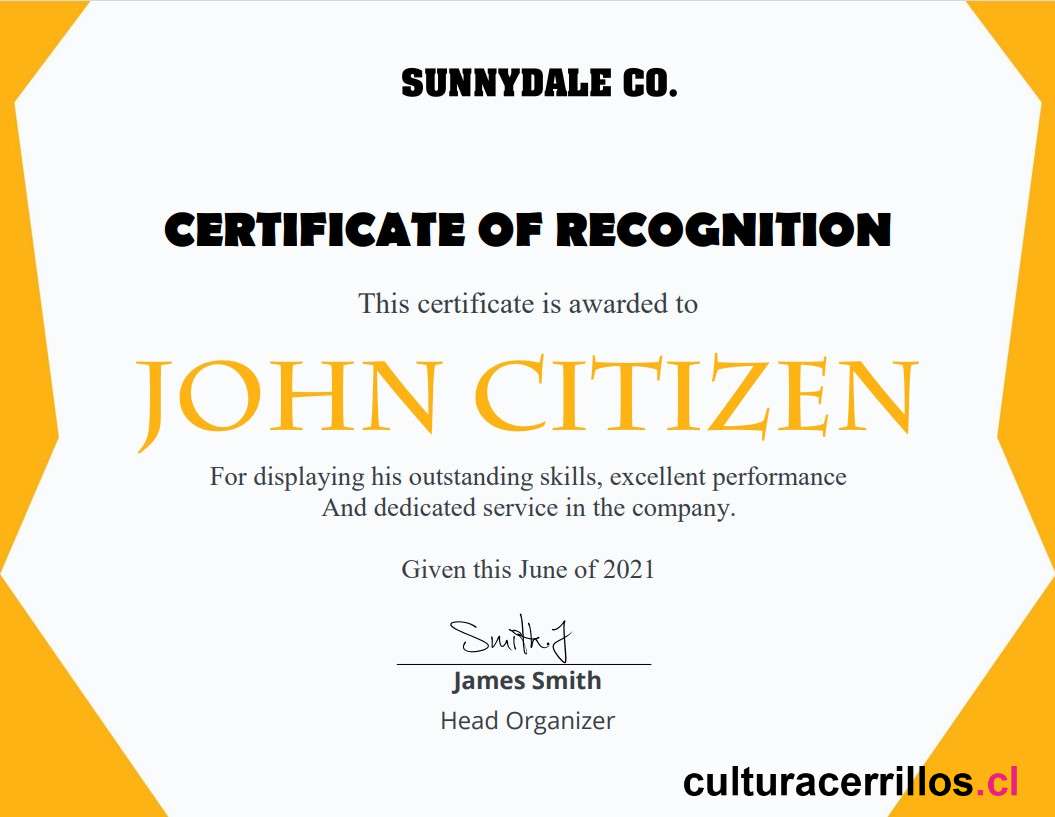 SUNNYDALE CO.
CERTIFICATE OF RECOGNITION
This certificate is awarded to
JOHN CITIZEN
For displaying his outstanding skills, excellent performance
And dedicated service in the company.
Given this June of 2021
Smith.J
James Smith
Head Organizer
culturacerrillos.cl